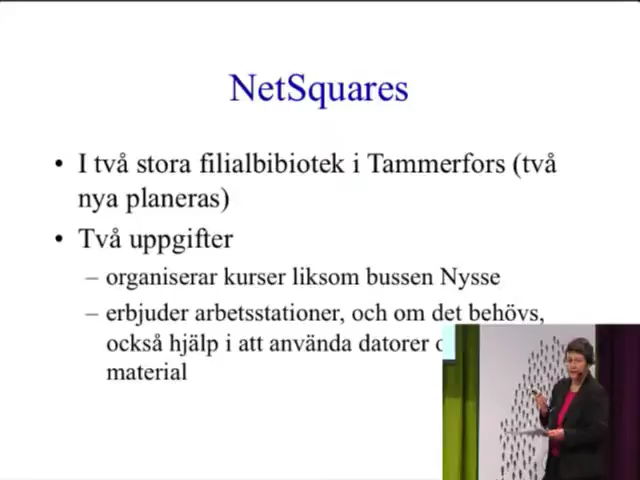 NetSquares
• I två stora filialbibiotek i Tammerfors (två
nya planeras)
• Två uppgifter
– organiserar kurser liksom bussen Nysse
– erbjuder arbetsstationer, och om det behövs,
också hjälp i att använda datorer
material